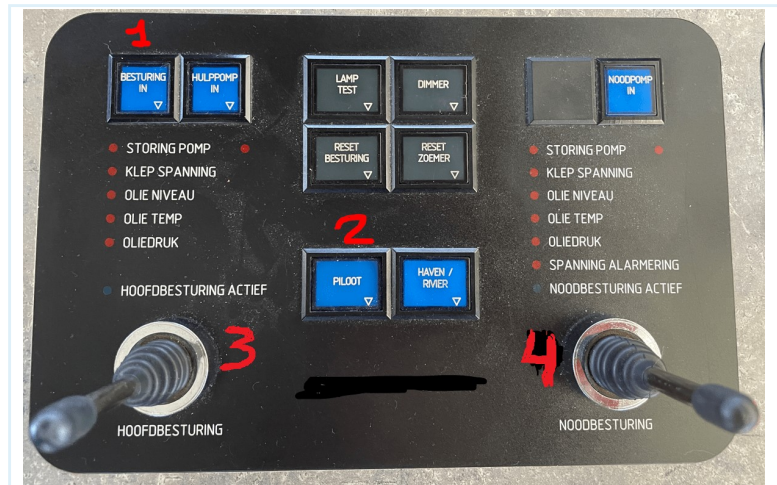 1
BESTURING
IN
HULPPOMP
IN
LAMP
TEST
DIMMER
NOODPOMP
IN
STORING POMP
KLEP SPANNING
OLIE NIVEAU
OLIE TEMP
OLIEDRUK
HOOFDBESTURING ACTIEF
RESET
BESTURING
RESET
ZOEMER
STORING POMP
KLEP SPANNING
OLIE NIVEAU
OLIE TEMP
OLIEDRUK
SPANNING ALARMERING
NOODBESTURING ACTIEF
2
PILOOT
HAVEN /
RIVIER
3
4
HOOFDBESTURING
NOODBESTURING